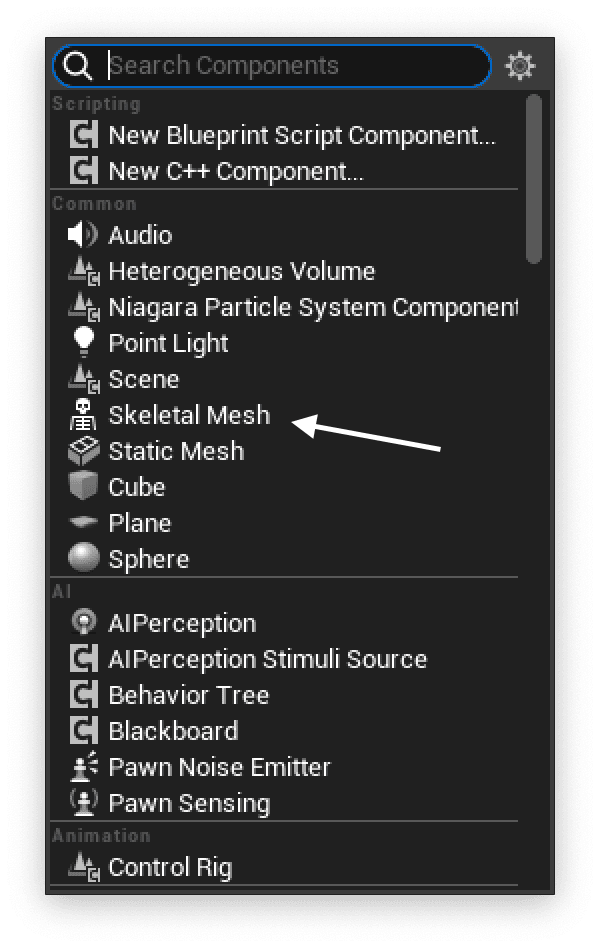 Search Components
Scripting
New Blueprint Script Component...
New C++ Component...
Common
Audio
Heterogeneous Volume
Niagara Particle System Component
Point Light
Scene
Skeletal Mesh
Static Mesh
Cube
Plane
Sphere
AI
AIPerception
AIPerception Stimuli Source
Behavior Tree
Blackboard
Pawn Noise Emitter
Pawn Sensing
Animation
Control Rig